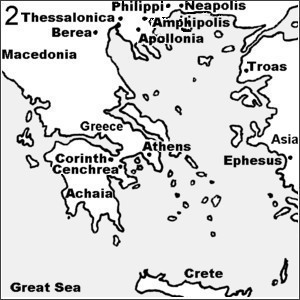 2
Philippi Neapolis
Thessalonica Amphipolis
Berea Apollonia
Macedonia
Troas
Greece
Asia
Athens
Corinth
Ephesus
Cenchrea
Achaia
Crete
Great Sea